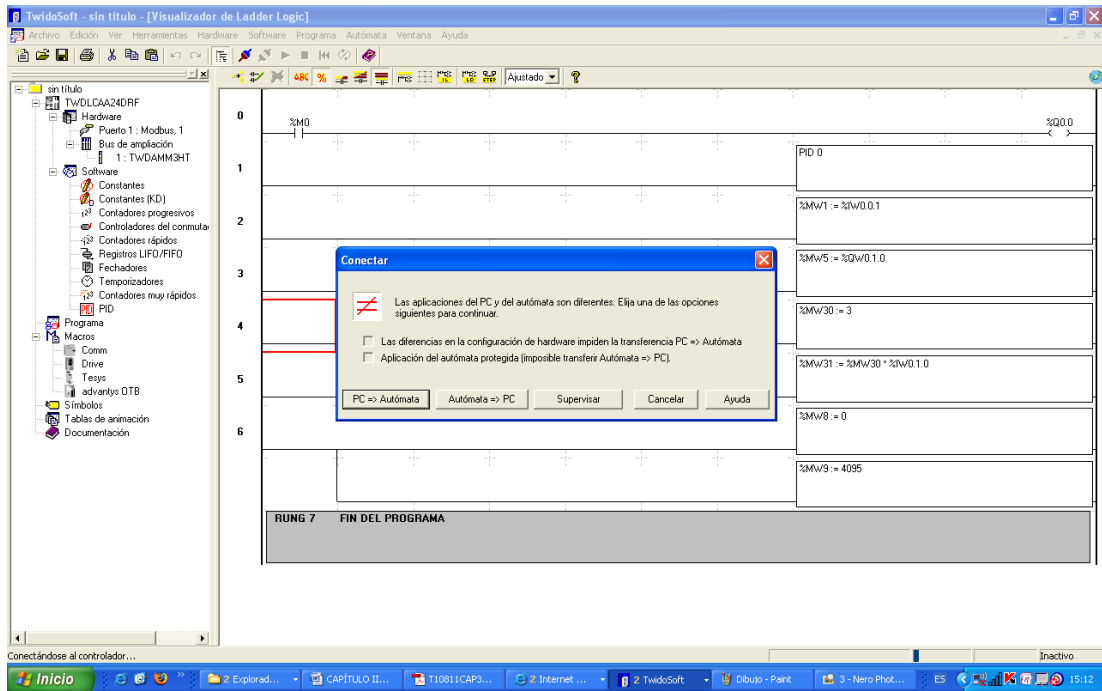 TwidoSoft - sin título - [Visualizador de Ladder Logic]
Archivo Edición Ver Herramientas Hardware Software Programa Autómata Ventana Ayuda
ABC % Ajustado ?
sin título
TWDLCAA24DRF
Hardware
Puerto 1 : Modbus, 1
Bus de ampliación
1 : TWDAMM3HT
Software
Constantes
Constantes (KD)
Contadores progresivos
Controladores del conmuta
Contadores rápidos
Registros LIFO/FIFO
Fechadores
Temporizadores
Contadores muy rápidos
PID PID
Programa
Macros
Comm
Drive
Tesys
advantys OTB
Símbolos
Tablas de animación
Documentación
0 %M0 %Q0.0
1 PID 0
2 %MW1 := %IW0.0.1
3 %MW5 := %QW0.1.0
4 %MW30 := 3
5 %MW31 := %MW30 * %IW0.1.0
6 %MW8 := 0
%MW9 := 4095
RUNG 7 FIN DEL PROGRAMA
Conectar
Las aplicaciones del PC y del autómata son diferentes. Elija una de las opciones
siguientes para continuar.
Las diferencias en la configuración de hardware impiden la transferencia PC => Autómata
Aplicación del autómata protegida (imposible transferir Autómata => PC).
PC => Autómata Autómata => PC Supervisar Cancelar Ayuda
Conectándose al controlador... Inactivo
Inicio 2 Explorad... CAPÍTULO II... T10811CAP3... 2 Internet ... 2 TwidoSoft Dibujo - Paint 3 - Nero Phot... ES 15:12